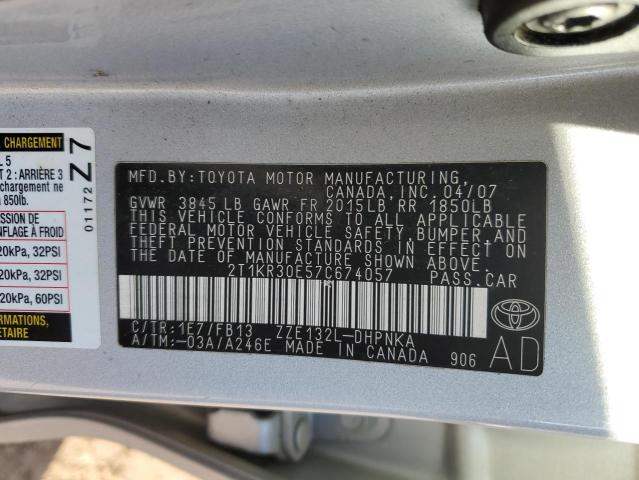 CHARGEMENT
L 5
T 2 : ARRIÈRE 3
chargement ne
850lb.
SSION DE
NFLAGE À FROID
20kPa, 32PSI
20kPa, 32PSI
20kPa, 60PSI
01172
Z7
MFD. BY: TOYOTA MOTOR MANUFACTURING,
CANADA, INC. 04/07
GVWR 3845 LB GAWR FR 2015LB RR 1850LB
THIS VEHICLE CONFORMS TO ALL APPLICABLE
FEDERAL MOTOR VEHICLE SAFETY, BUMPER, AND
THEFT PREVENTION STANDARDS IN EFFECT ON
THE DATE OF MANUFACTURE SHOWN ABOVE.
2T1KR30E57C674057 PASS. CAR
C/TR: 1E7/FB13 ZZE132L-DHPNKA
A/TM:-03A/A246E MADE IN CANADA 906
TOYOTA
AD